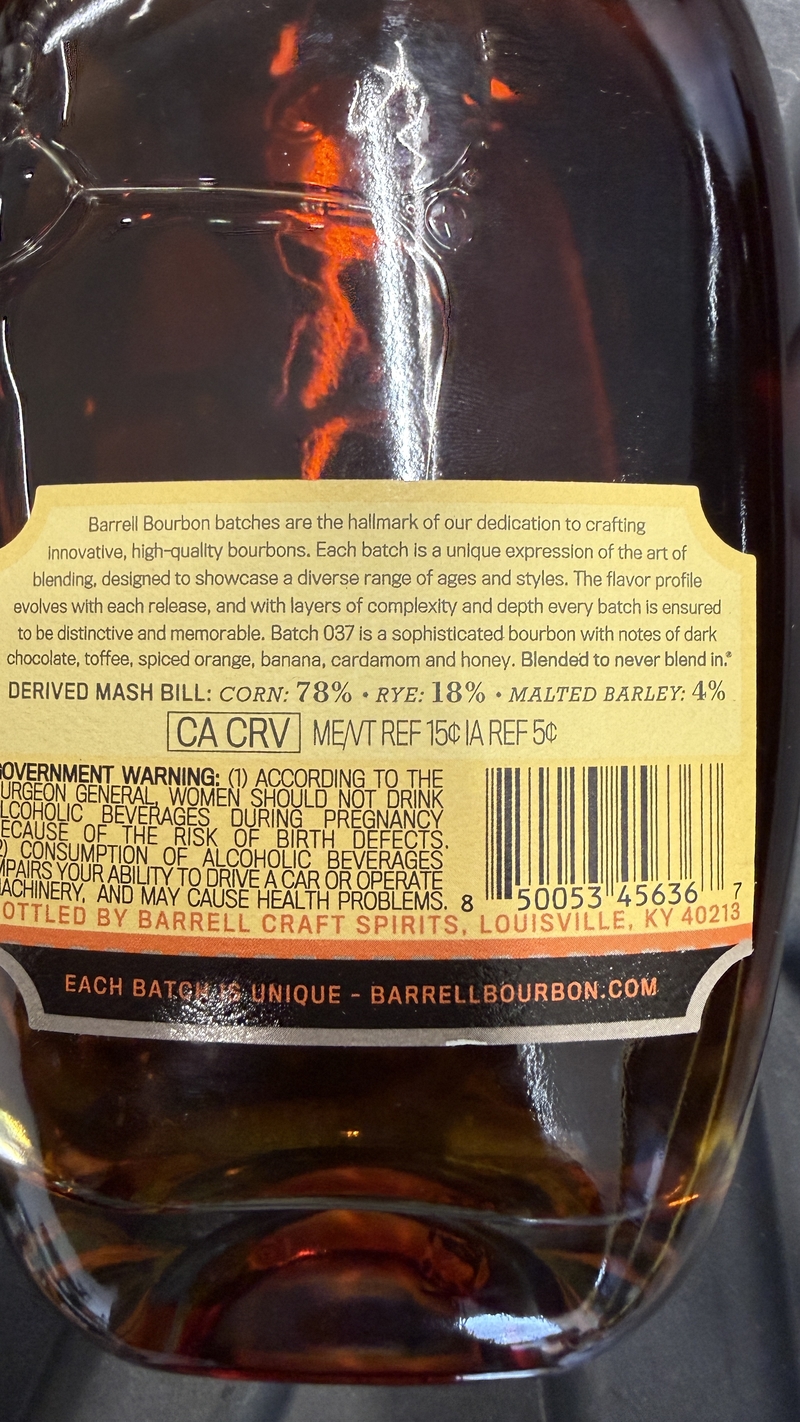 Barrell Bourbon batches are the hallmark of our dedication to crafting
innovative, high-quality bourbons. Each batch is a unique expression of the art of
blending, designed to showcase a diverse range of ages and styles. The flavor profile
evolves with each release, and with layers of complexity and depth every batch is ensured
to be distinctive and memorable. Batch 037 is a sophisticated bourbon with notes of dark
chocolate, toffee, spiced orange, banana, cardamom and honey. Blended to never blend in.®
DERIVED MASH BILL: CORN: 78% • RYE: 18% • MALTED BARLEY: 4%
CA CRV ME/VT REF 15¢ IA REF 5¢
OVERNMENT WARNING: (1) ACCORDING TO THE
URGEON GENERAL, WOMEN SHOULD NOT DRINK
LCOHOLIC BEVERAGES DURING PREGNANCY
ECAUSE OF THE RISK OF BIRTH DEFECTS.
2) CONSUMPTION OF ALCOHOLIC BEVERAGES
MPAIRS YOUR ABILITY TO DRIVE A CAR OR OPERATE
ACHINERY, AND MAY CAUSE HEALTH PROBLEMS.
8 50053 45636 7
OTTLED BY BARRELL CRAFT SPIRITS, LOUISVILLE, KY 40213
EACH BATCH IS UNIQUE - BARRELLBOURBON.COM